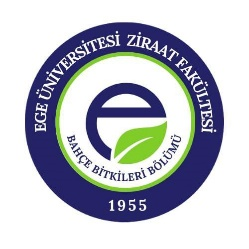 EGE ÜNİVERSİTESİ ZİRAAT FAKÜLTESİ
e
BAHÇE BİTKİLERİ BÖLÜMÜ
1955